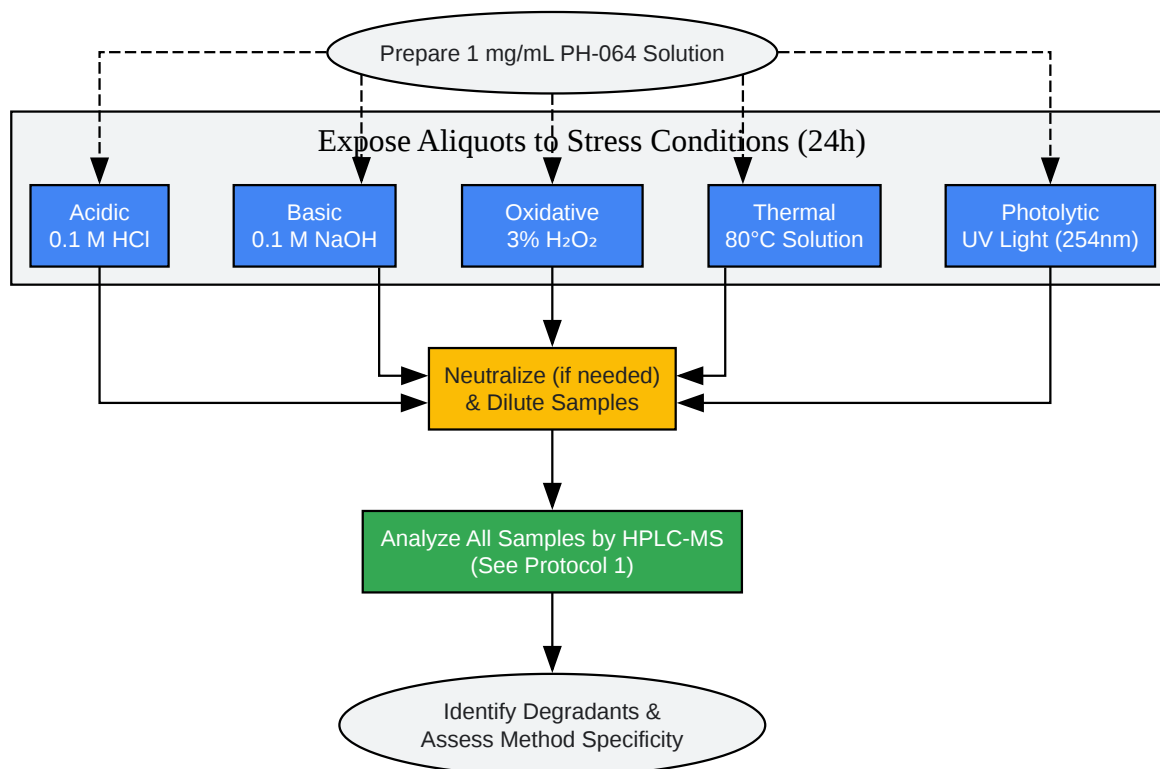 Prepare 1 mg/mL PH-064 Solution
Expose Aliquots to Stress Conditions (24h)
Acidic
0.1 M HCl
Basic
0.1 M NaOH
Oxidative
3% H₂O₂
Thermal
80°C Solution
Photolytic
UV Light (254nm)
Neutralize (if needed)
& Dilute Samples
Analyze All Samples by HPLC-MS
(See Protocol 1)
Identify Degradants &
Assess Method Specificity